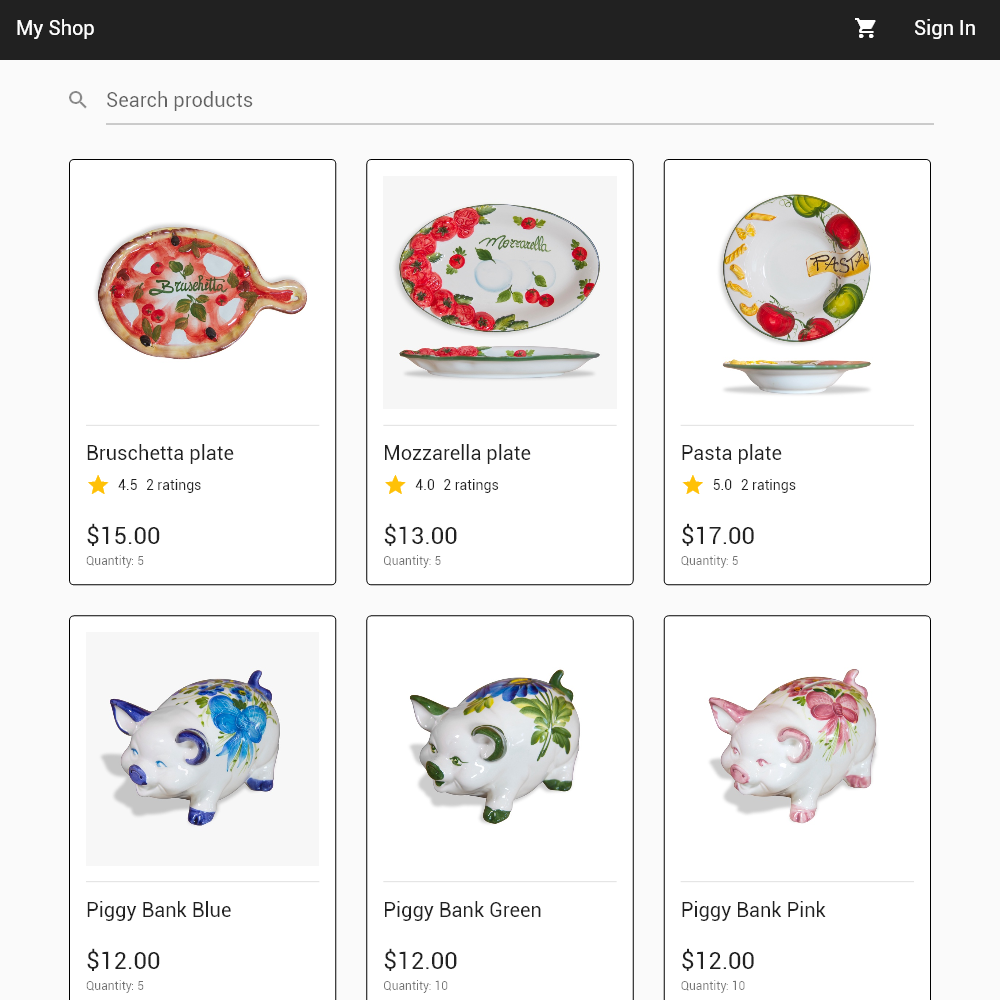 My Shop
Sign In
Search products
Bruschetta
Mozzarella
PASTA
Bruschetta plate
4.5 2 ratings
$15.00
Quantity: 5
Mozzarella plate
4.0 2 ratings
$13.00
Quantity: 5
Pasta plate
5.0 2 ratings
$17.00
Quantity: 5
Piggy Bank Blue
$12.00
Quantity: 5
Piggy Bank Green
$12.00
Quantity: 10
Piggy Bank Pink
$12.00
Quantity: 10